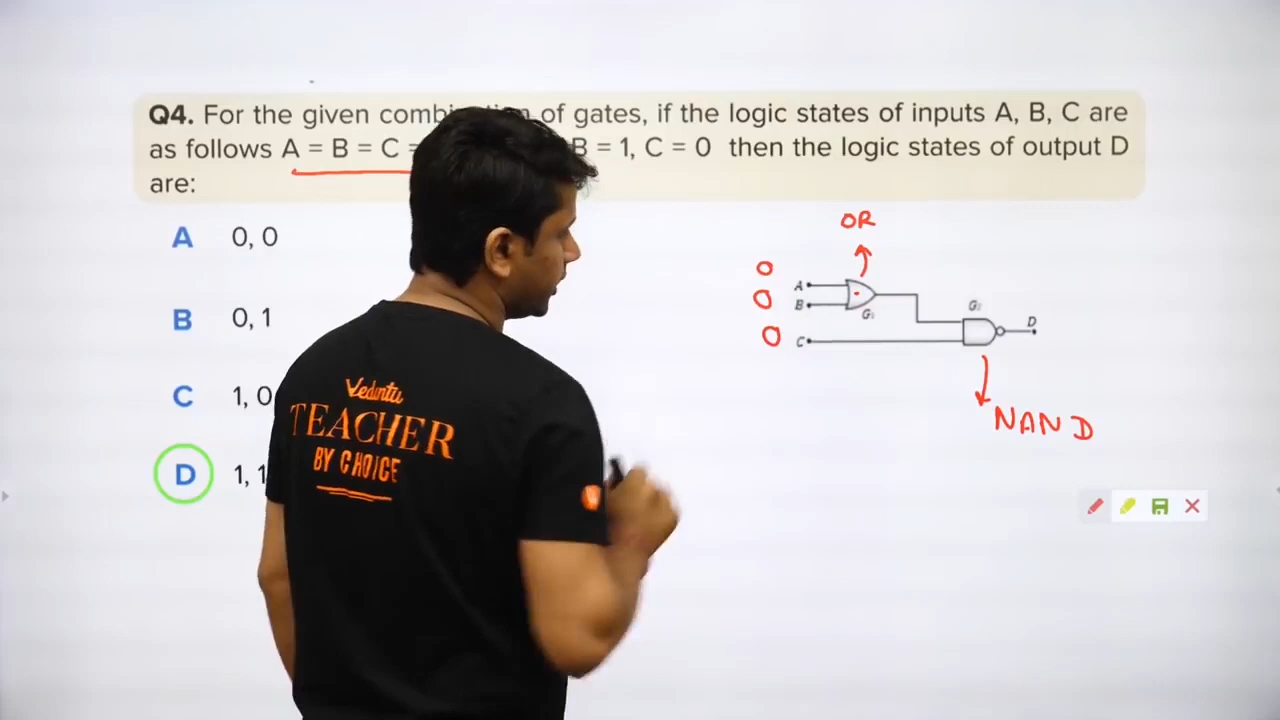 Q4. For the given of gates, if the logic states of inputs A, B, C are
as follows A = B = C B = 1, C = 0 then the logic states of output D
are:
A 0, 0
B 0, 1
C 1, 0
D 1, 1
OR
0
A
0
B
G₁
G₂
D
0
C
NAND
Vedantu
TEACHER
BY CHOICE